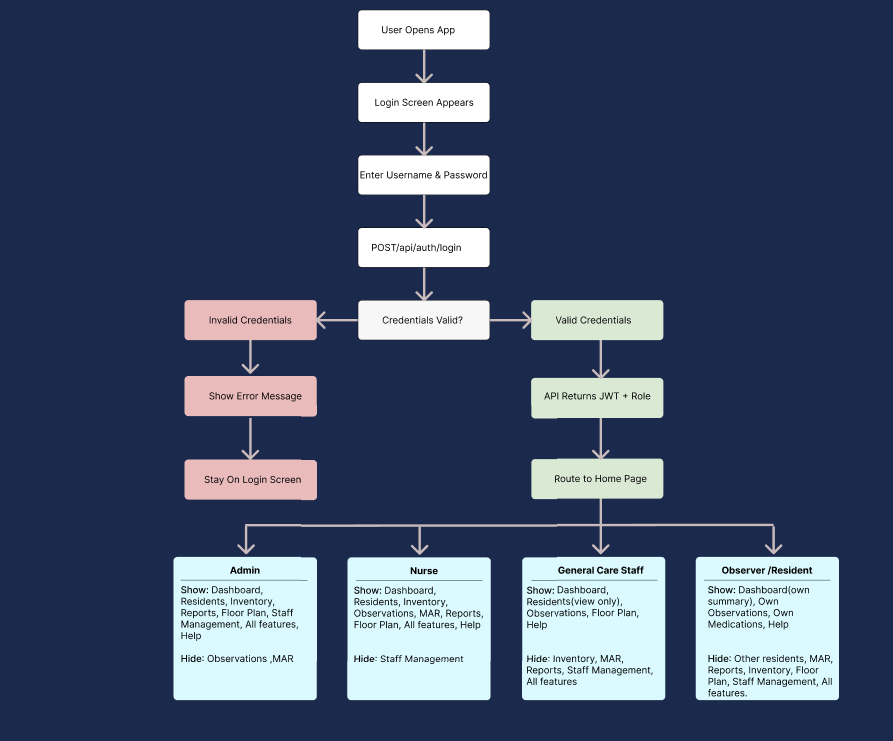 User Opens App
Login Screen Appears
Enter Username & Password
POST/api/auth/login
Invalid Credentials
Credentials Valid?
Valid Credentials
Show Error Message
API Returns JWT + Role
Stay On Login Screen
Route to Home Page
Admin
Show: Dashboard,
Residents, Inventory,
Reports, Floor Plan, Staff
Management, All features,
Help
Hide: Observations ,MAR
Nurse
Show: Dashboard,
Residents, Inventory,
Observations, MAR, Reports,
Floor Plan, All features, Help
Hide: Staff Management
General Care Staff
Show: Dashboard,
Residents(view only),
Observations, Floor Plan,
Help
Hide: Inventory, MAR,
Reports, Staff Management,
All features
Observer /Resident
Show: Dashboard(own
summary), Own
Observations, Own
Medications, Help
Hide: Other residents, MAR,
Reports, Inventory, Floor
Plan, Staff Management, All
features.